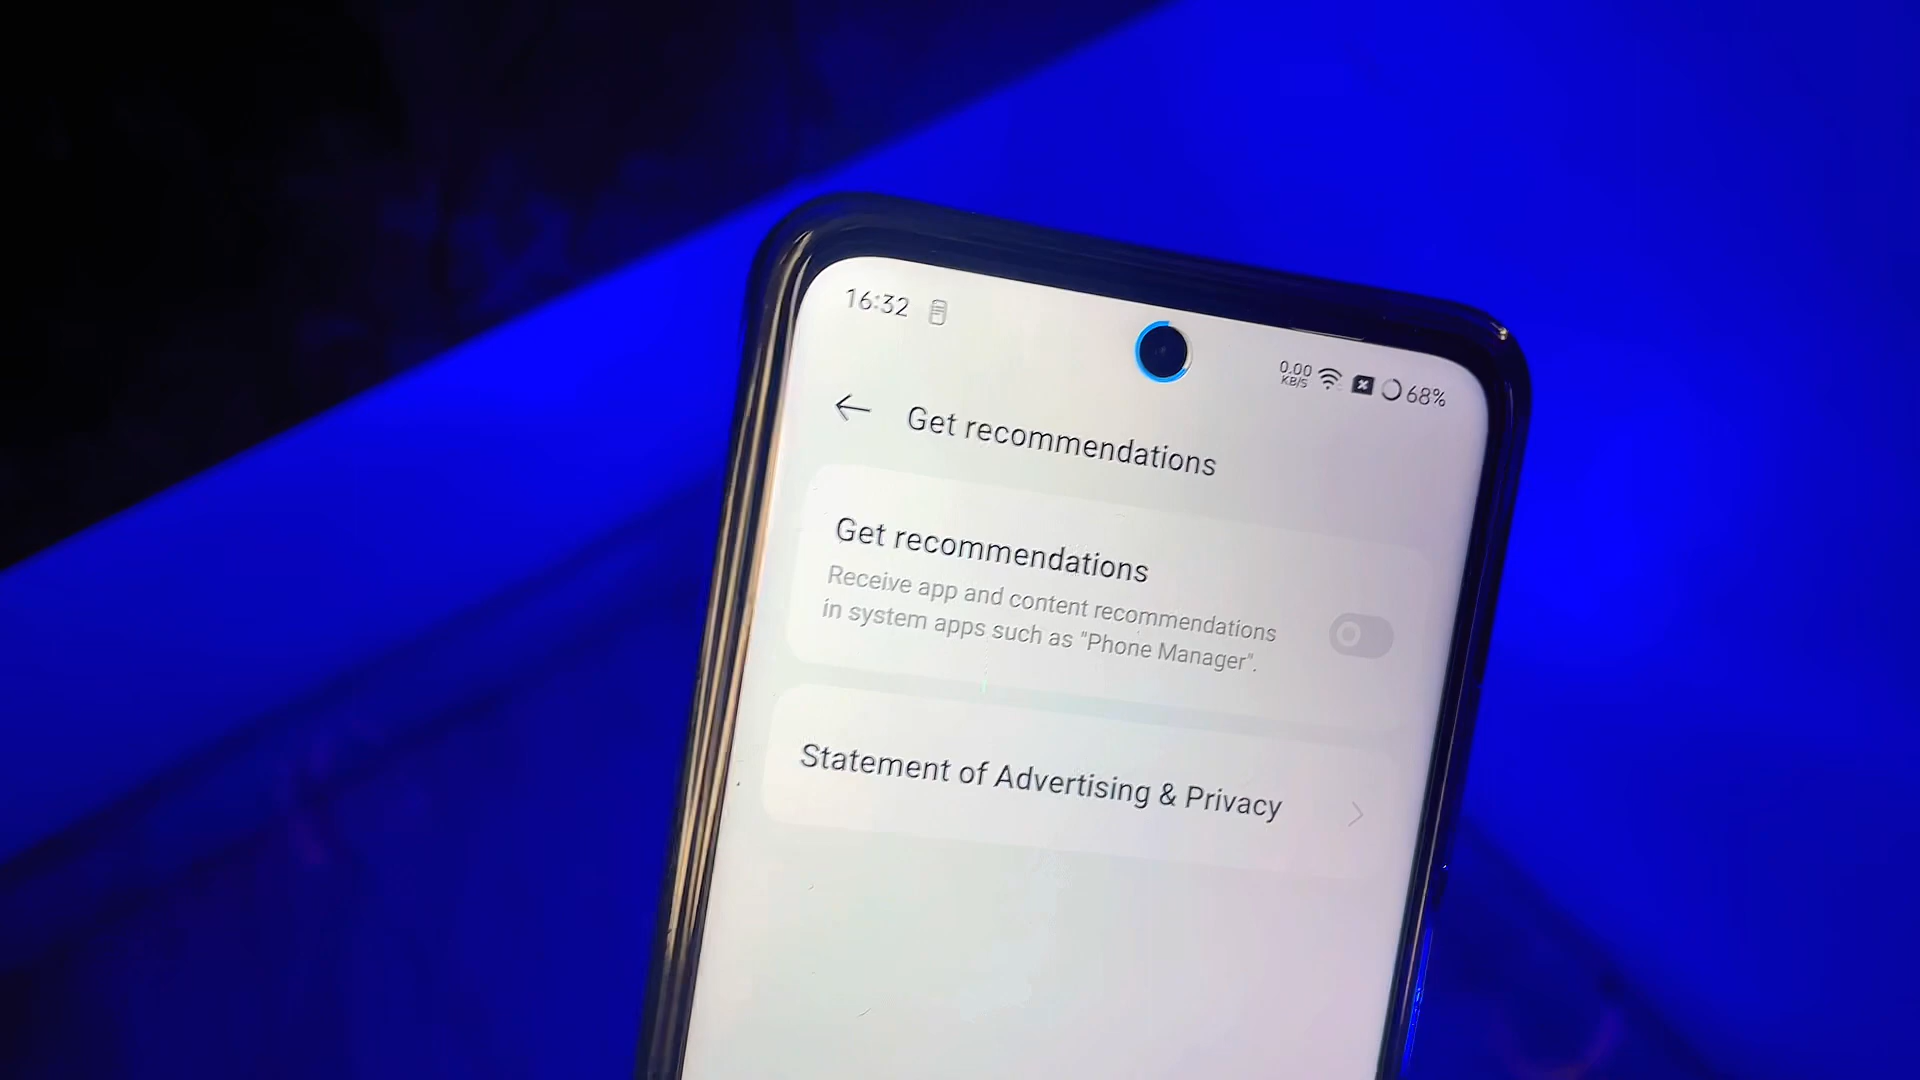 16:32
0.00
KB/S
68%
Get recommendations
Get recommendations
Receive app and content recommendations
in system apps such as "Phone Manager".
Statement of Advertising & Privacy